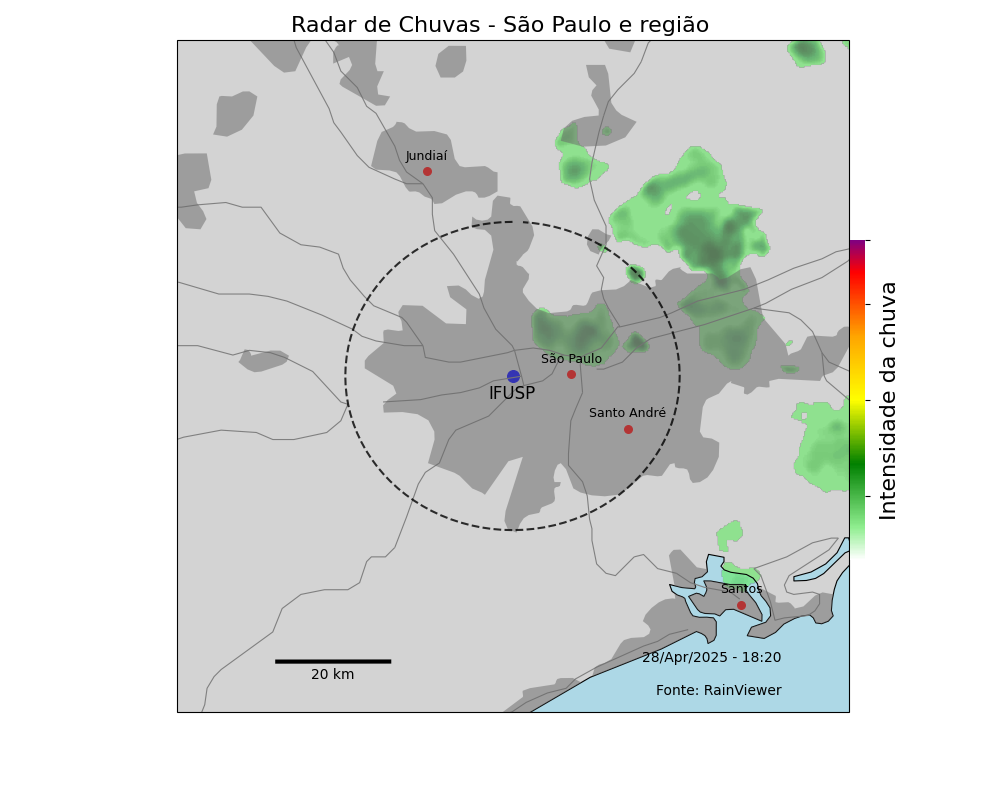 Radar de Chuvas - São Paulo e região
Jundiaí
São Paulo
IFUSP
Santo André
Intensidade da chuva
Santos
28/Apr/2025 - 18:20
20 km
Fonte: RainViewer